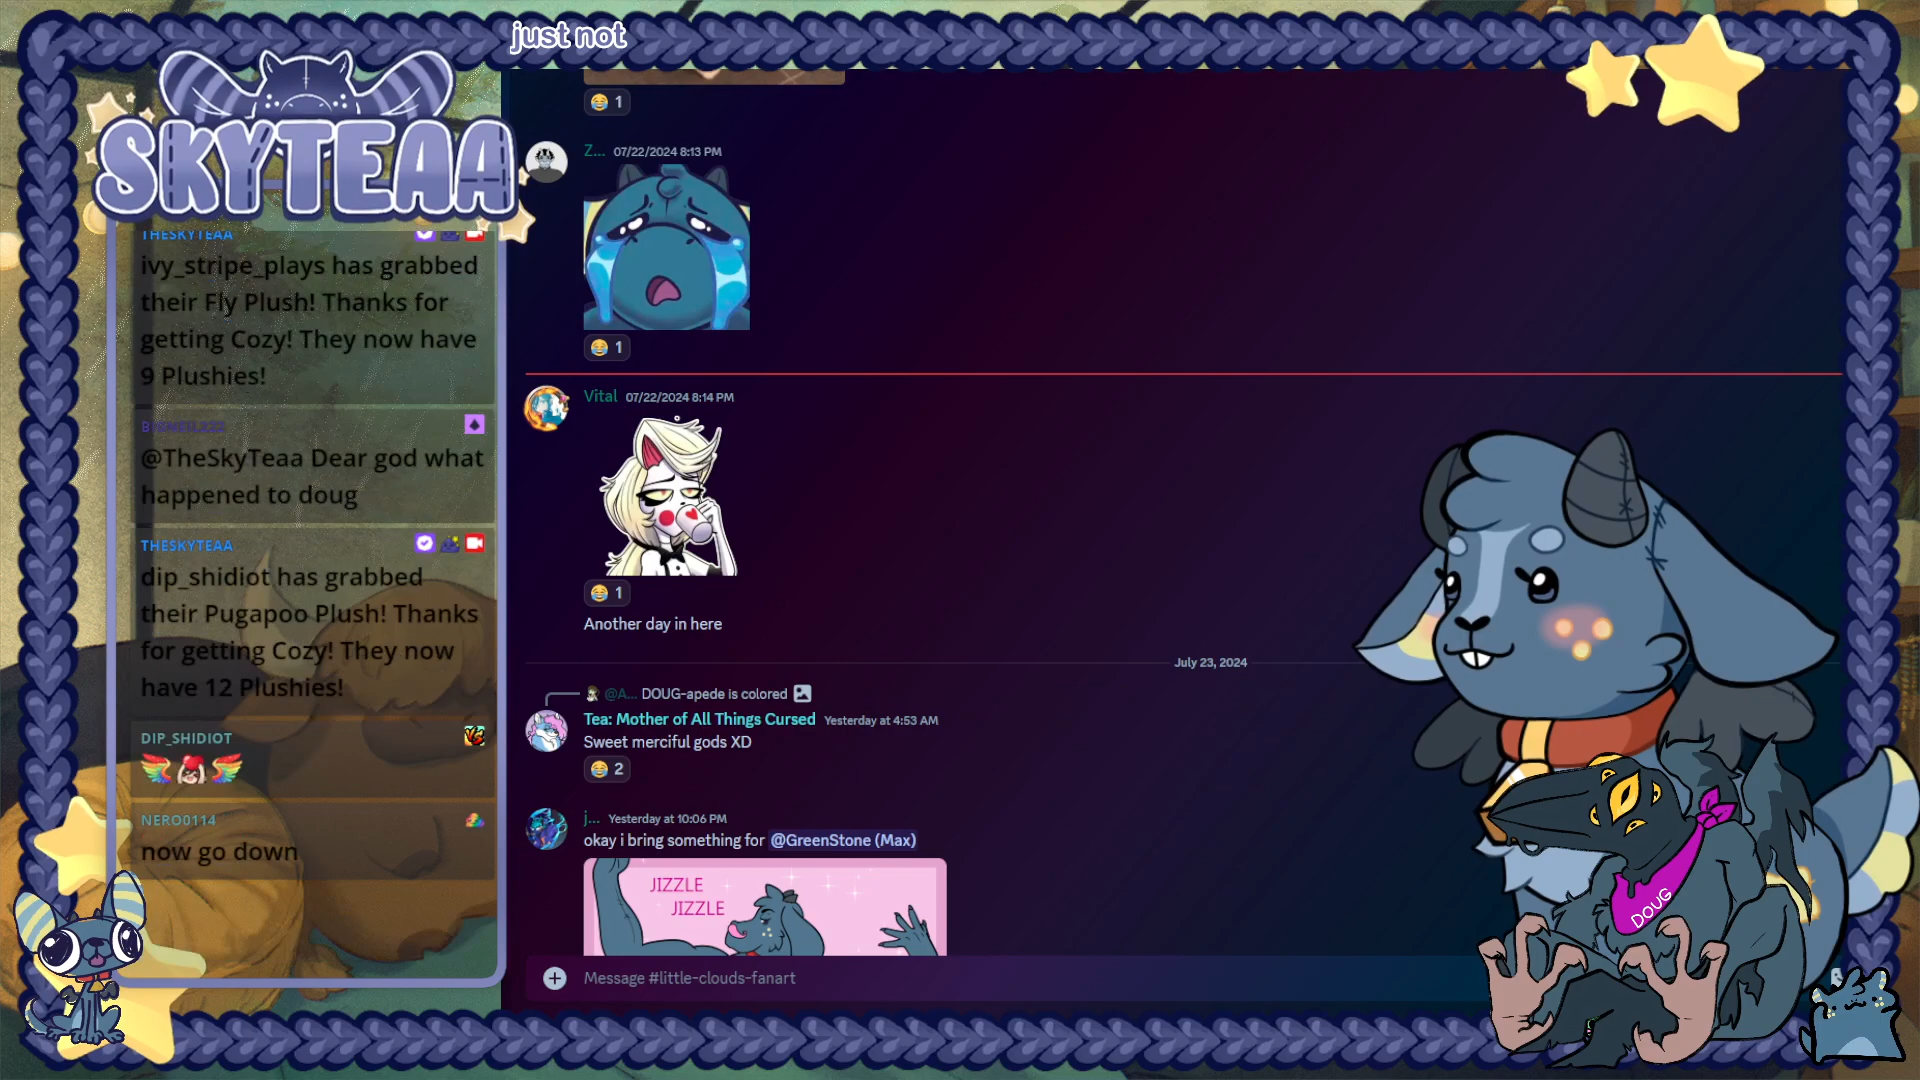 just not
SKYTEAA
THESKYTEAA
ivy_stripe_plays has grabbed
their Fly Plush! Thanks for
getting Cozy! They now have
9 Plushies!
@TheSkyTeaa Dear god what
happened to doug
THESKYTEAA
dip_shidiot has grabbed
their Pugapoo Plush! Thanks
for getting Cozy! They now
have 12 Plushies!
DIP_SHIDIOT
NERO0114
now go down
1
Z... 07/22/2024 8:13 PM
1
Vital 07/22/2024 8:14 PM
1
Another day in here
July 23, 2024
@A... DOUG-apede is colored
Tea: Mother of All Things Cursed Yesterday at 4:53 AM
Sweet merciful gods XD
2
j... Yesterday at 10:06 PM
okay i bring something for @GreenStone (Max)
JIZZLE
JIZZLE
Message #little-clouds-fanart
DOUG